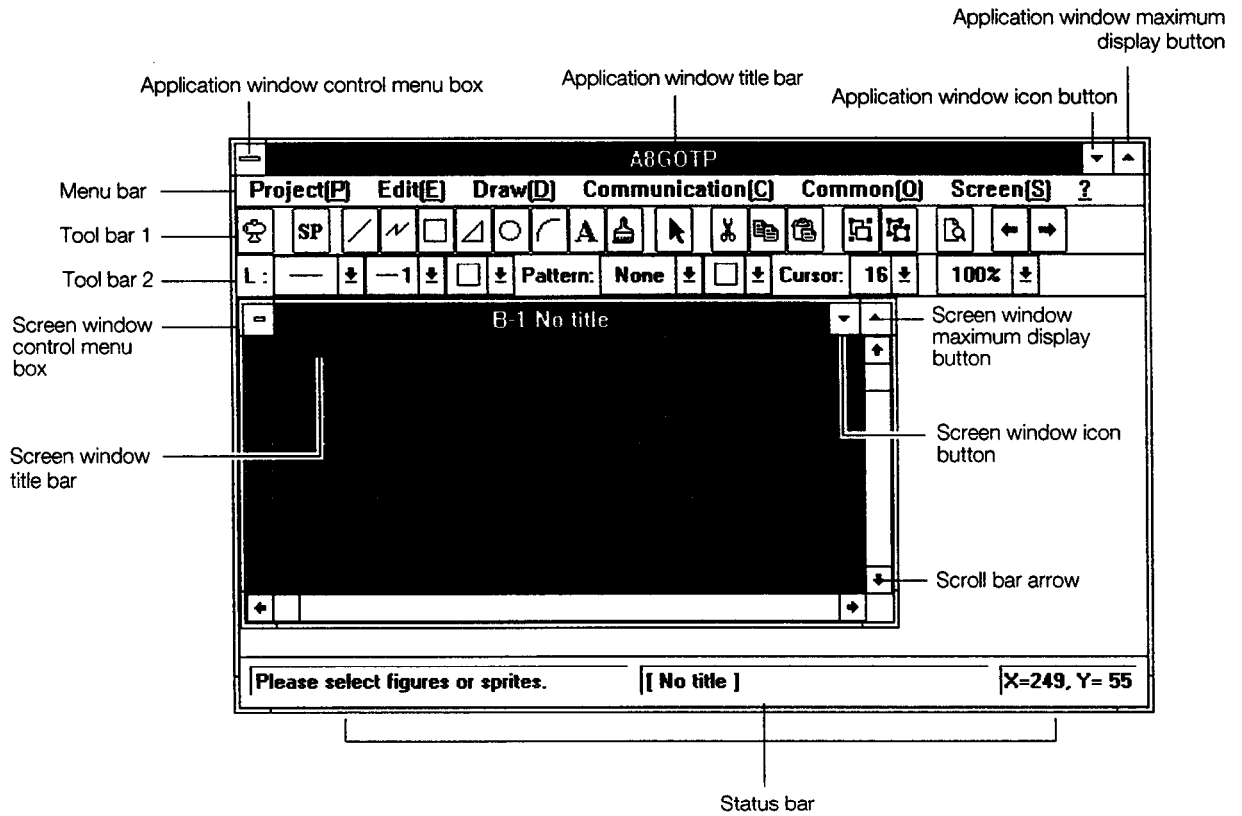 Application window maximum
display button
Application window control menu box
Application window title bar
Application window icon button
A8GOTP
Menu bar
Project(P) Edit(E) Draw(D) Communication(C) Common(O) Screen(S) ?
Tool bar 1
SP A
Tool bar 2
L : 1 Pattern: None Cursor: 16 100%
Screen window
control menu
box
B-1 No title
Screen window
maximum display
button
Screen window
title bar
Screen window icon
button
Scroll bar arrow
Please select figures or sprites. [ No title ] X=249, Y= 55
Status bar